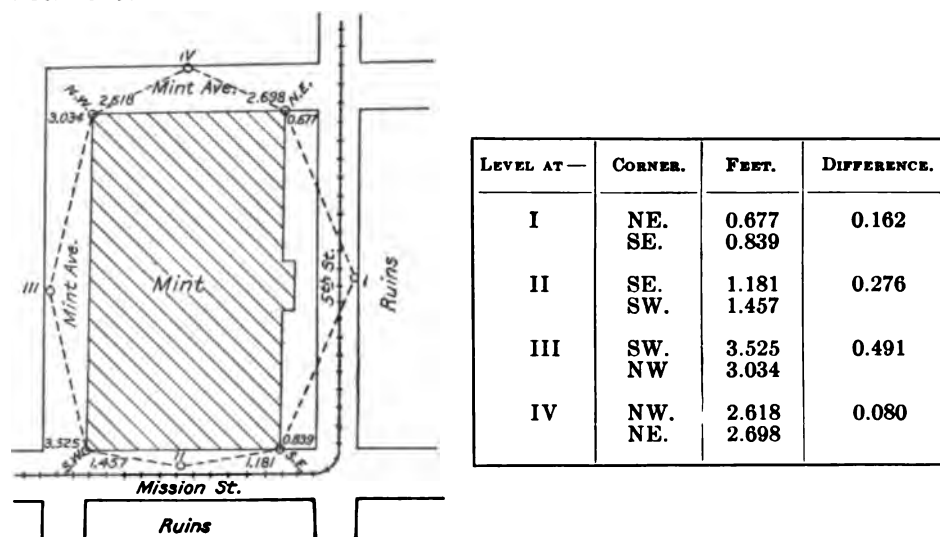 IV
Mint Ave.
N.W.
2.618
2.698
N.E.
3.034
0.677
III
Mint Ave.
Mint
5th St.
I
Ruins
3.525
0.839
S.W.
II
S.E.
1.457
1.181
Mission St.
Ruins
LEVEL AT— CORNER. FEET. DIFFERENCE.
I NE. 0.677 0.162
SE. 0.839
II SE. 1.181 0.276
SW. 1.457
III SW. 3.525 0.491
NW 3.034
IV NW. 2.618 0.080
NE. 2.698